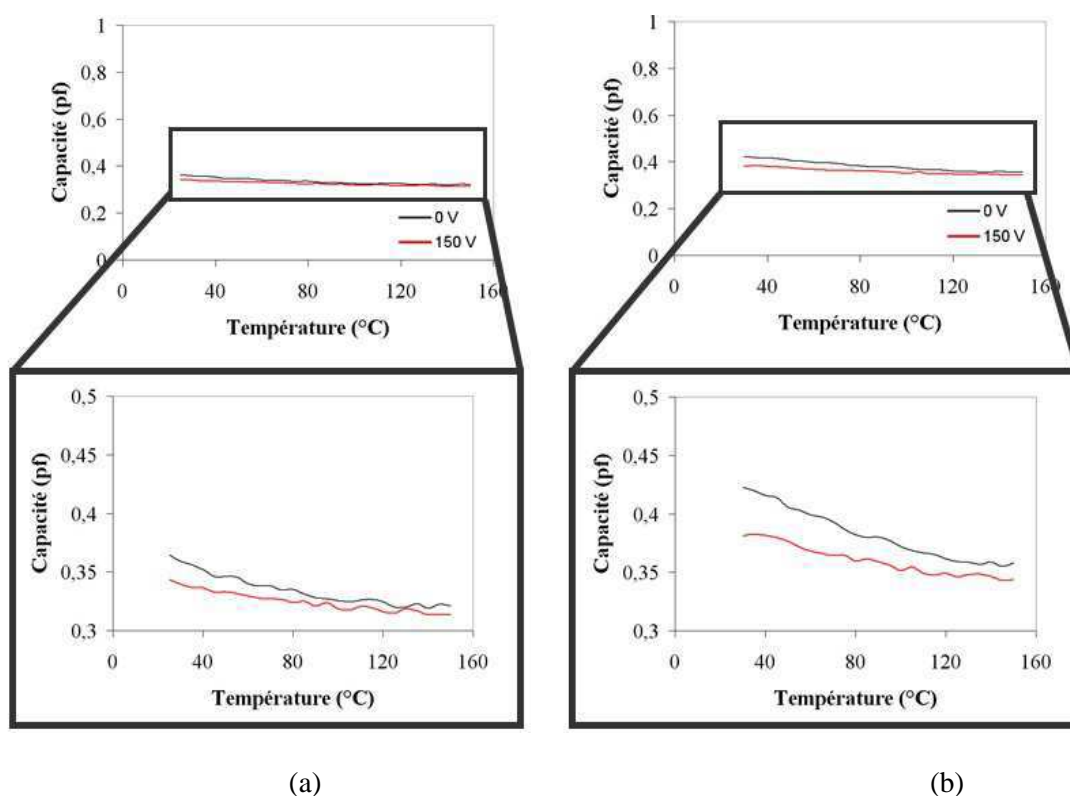 1
0,8
0,6
0,4
0,2
0
Capacité (pf)
0 V
150 V
0 40 80 120 160
Température (°C)
1
0,8
0,6
0,4
0,2
0
Capacité (pf)
0 V
150 V
0 40 80 120 160
Température (°C)
0,5
0,45
0,4
0,35
0,3
Capacité (pf)
0 40 80 120 160
Température (°C)
0,5
0,45
0,4
0,35
0,3
Capacité (pf)
0 40 80 120 160
Température (°C)
(a) (b)